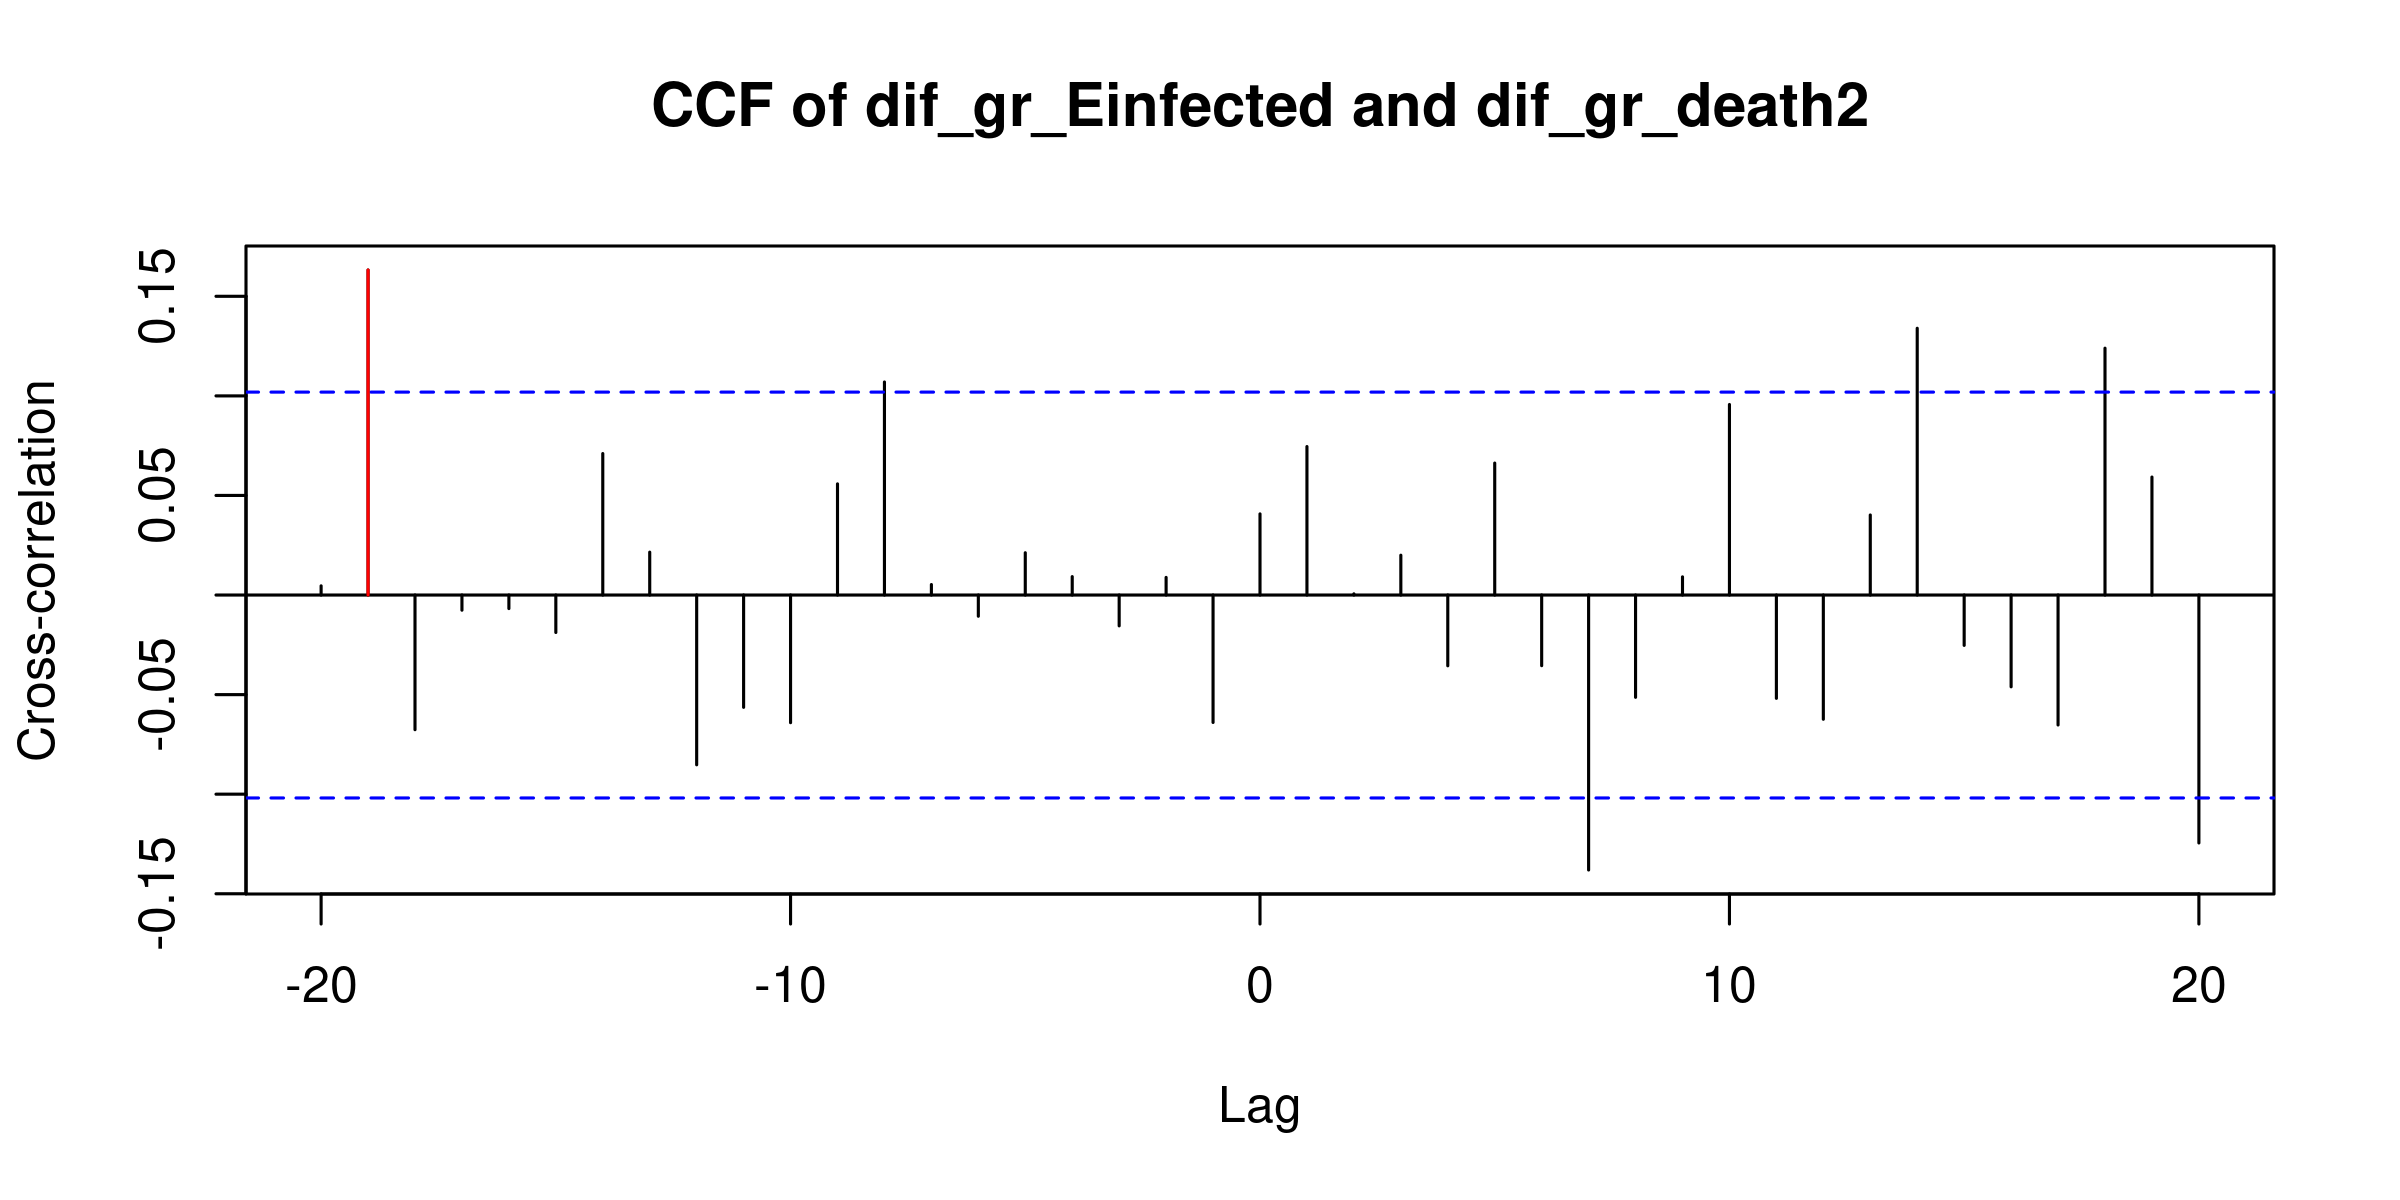 CCF of dif_gr_Einfected and dif_gr_death2
Cross-correlation
0.15
0.05
-0.05
-0.15
-20 -10 0 10 20
Lag